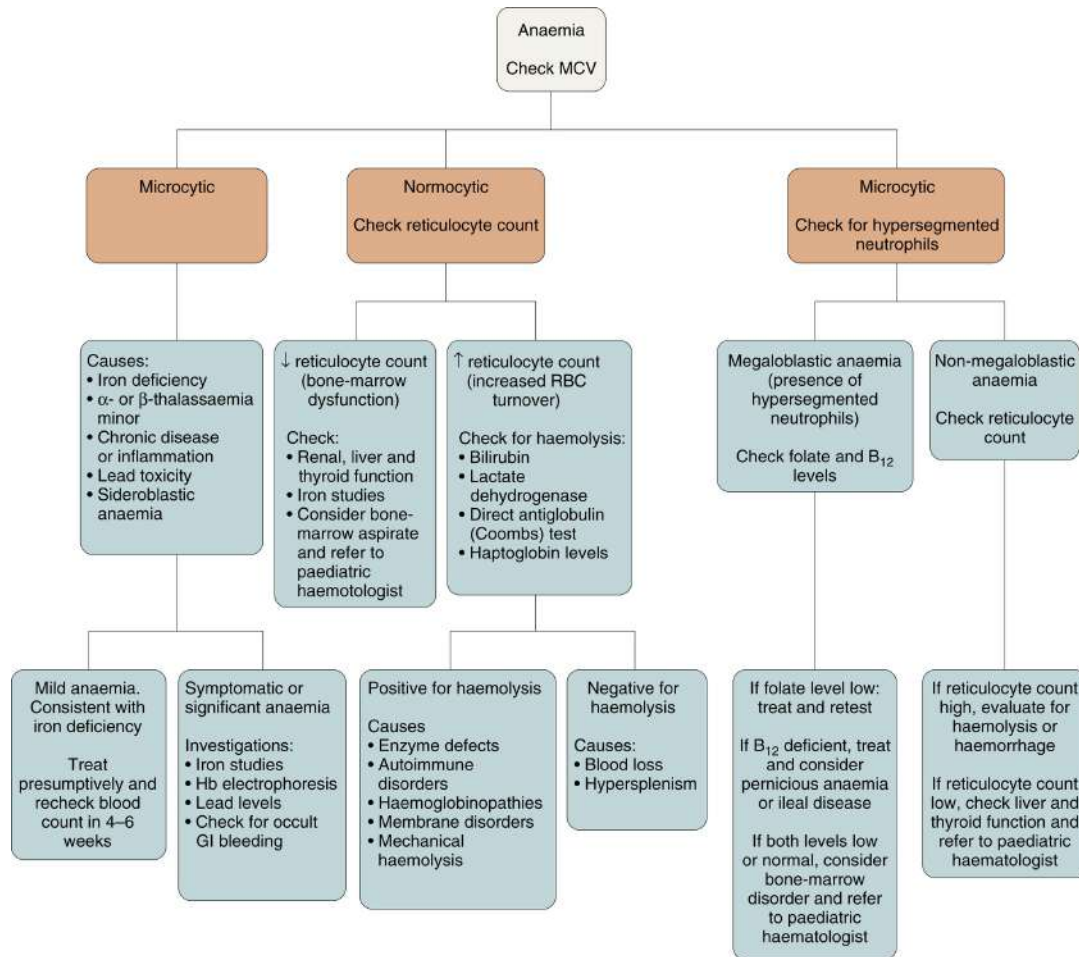 Anaemia
Check MCV
Microcytic
Normocytic
Check reticulocyte count
Microcytic
Check for hypersegmented
neutrophils
Causes:
• Iron deficiency
• α- or β-thalassaemia
minor
• Chronic disease
or inflammation
• Lead toxicity
• Sideroblastic
anaemia
↓ reticulocyte count
(bone-marrow
dysfunction)
Check:
• Renal, liver and
thyroid function
• Iron studies
• Consider bone-
marrow aspirate
and refer to
paediatric
haemotologist
↑ reticulocyte count
(increased RBC
turnover)
Check for haemolysis:
• Bilirubin
• Lactate
dehydrogenase
• Direct antiglobulin
(Coombs) test
• Haptoglobin levels
Megaloblastic anaemia
(presence of
hypersegmented
neutrophils)
Check folate and B₁₂
levels
Non-megaloblastic
anaemia
Check reticulocyte
count
Mild anaemia.
Consistent with
iron deficiency
Treat
presumptively and
recheck blood
count in 4–6
weeks
Symptomatic or
significant anaemia
Investigations:
• Iron studies
• Hb electrophoresis
• Lead levels
• Check for occult
GI bleeding
Positive for haemolysis
Causes
• Enzyme defects
• Autoimmune
disorders
• Haemoglobinopathies
• Membrane disorders
• Mechanical
haemolysis
Negative for
haemolysis
Causes:
• Blood loss
• Hypersplenism
If folate level low:
treat and retest
If B₁₂ deficient, treat
and consider
pernicious anaemia
or ileal disease
If both levels low
or normal, consider
bone-marrow
disorder and refer
to paediatric
haematologist
If reticulocyte count
high, evaluate for
haemolysis or
haemorrhage
If reticulocyte count
low, check liver and
thyroid function and
refer to paediatric
haematologist